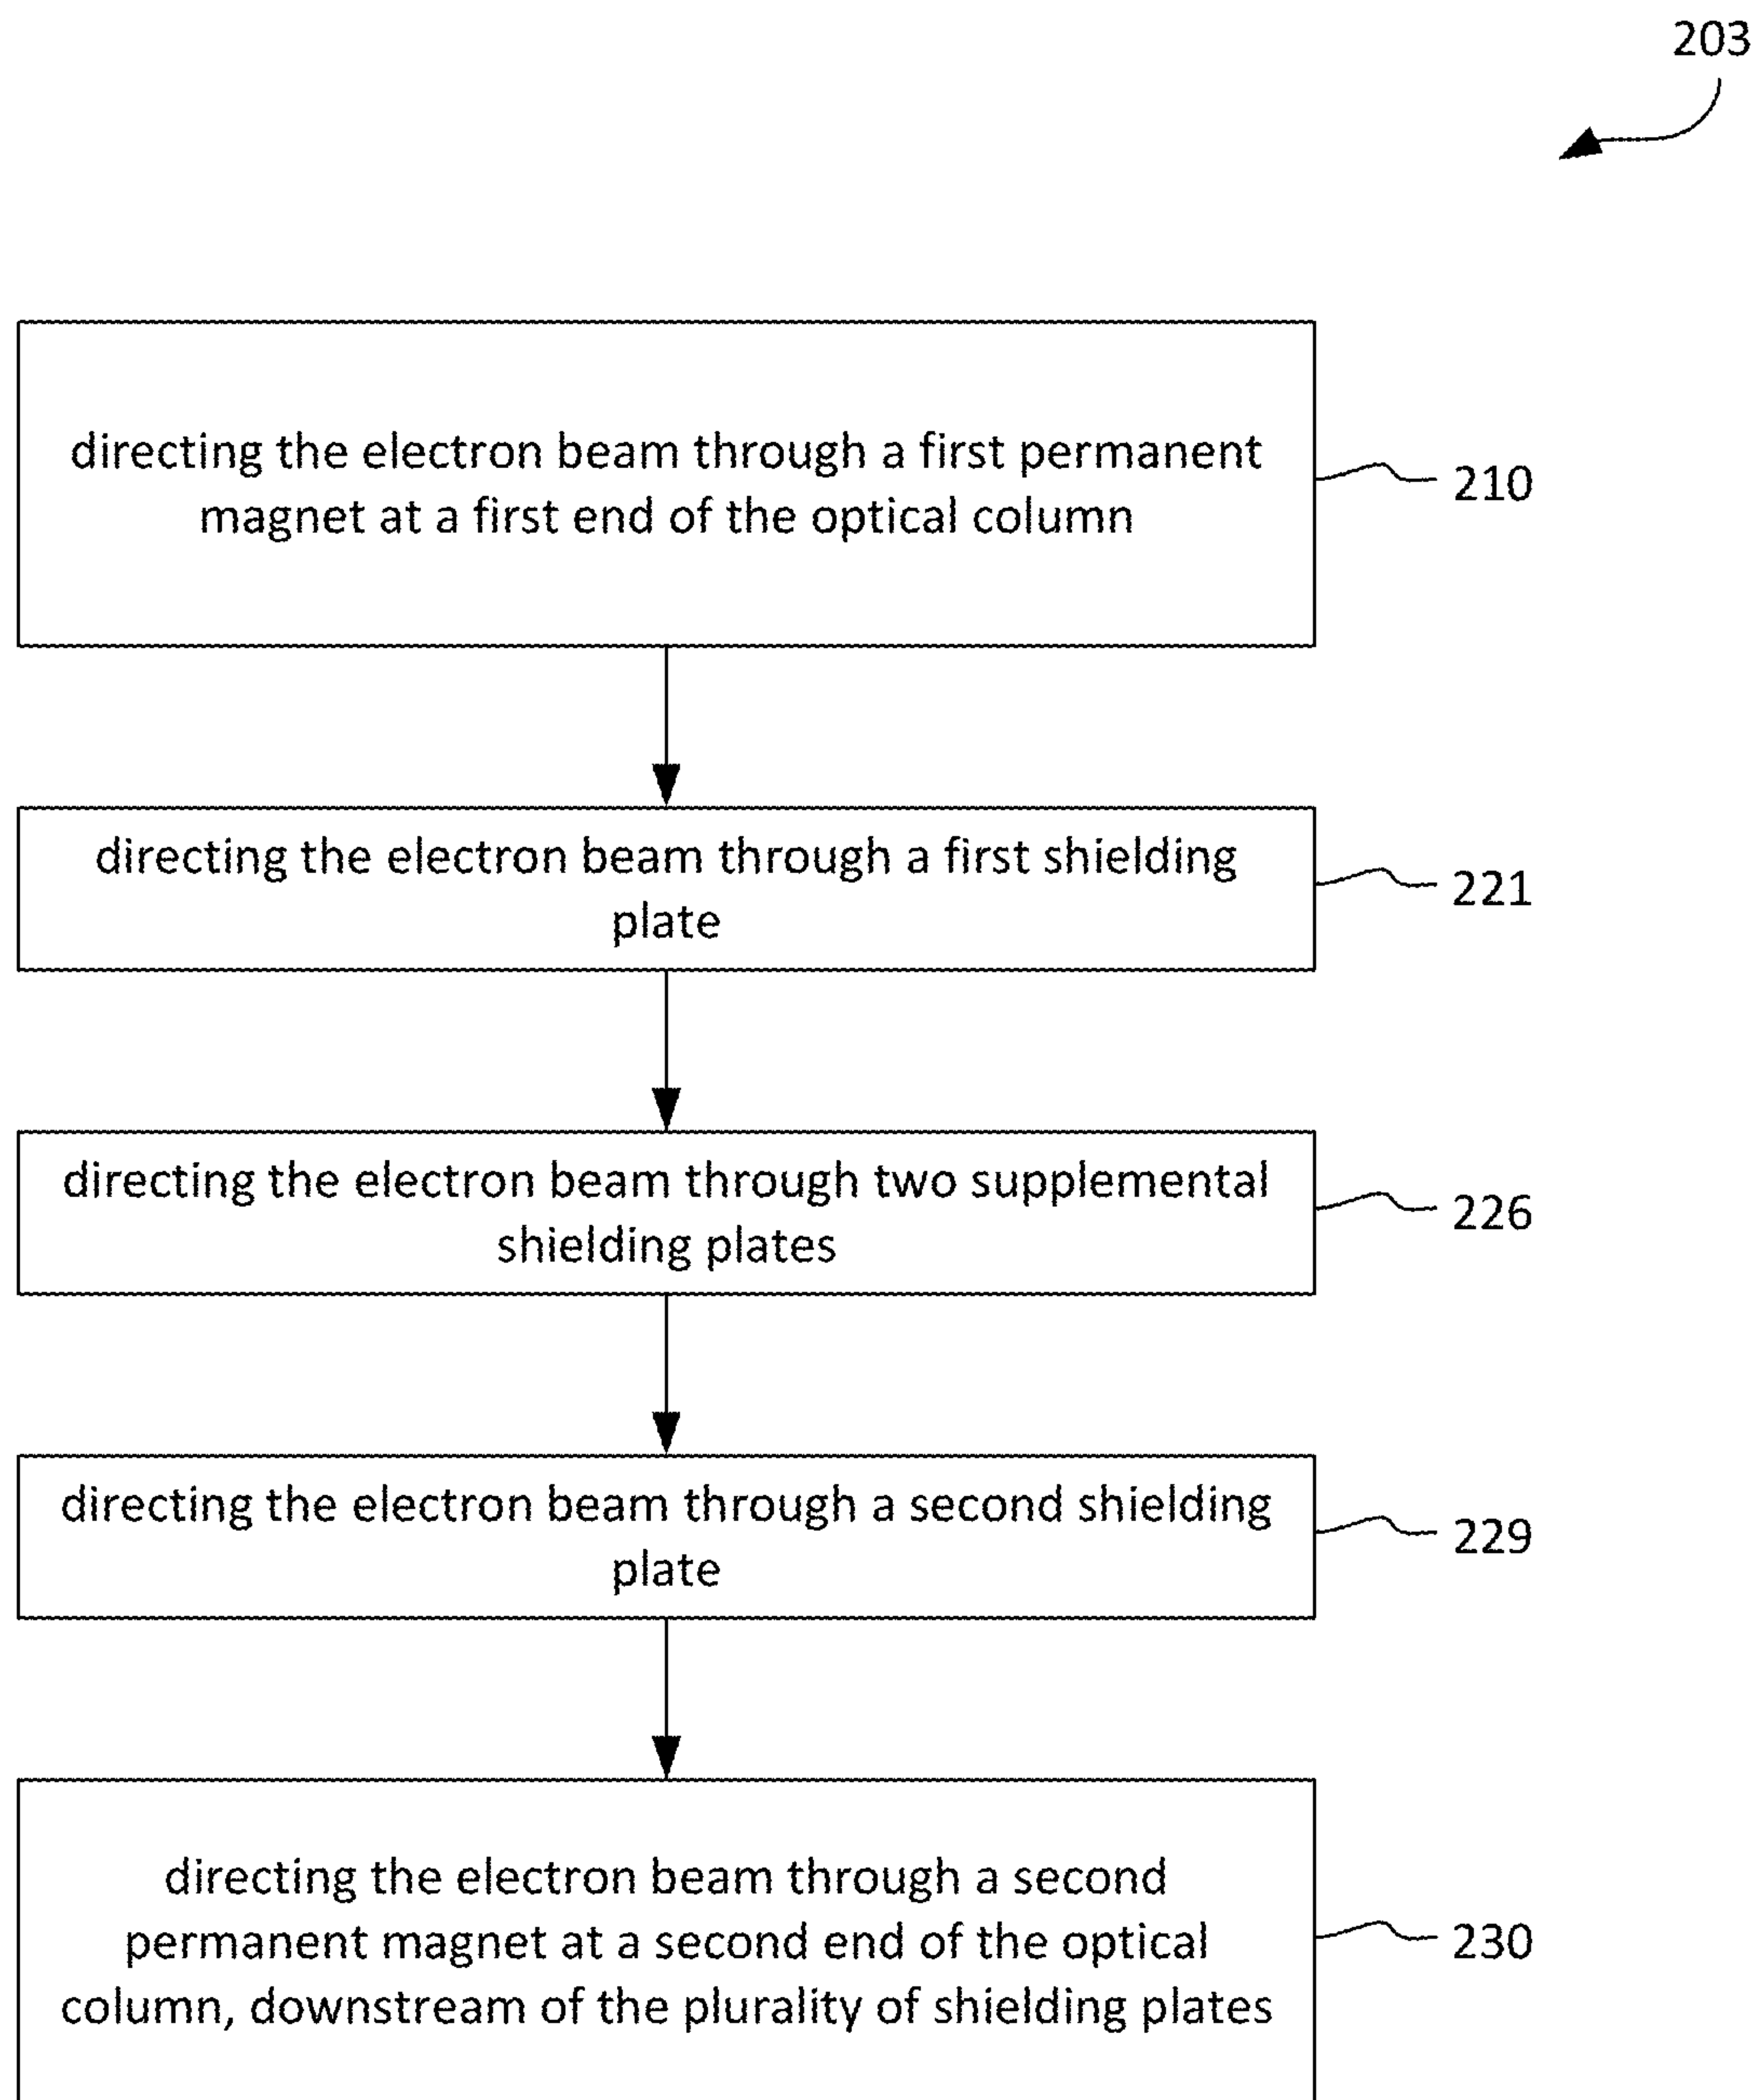 203
directing the electron beam through a first permanent
magnet at a first end of the optical column
210
directing the electron beam through a first shielding
plate
221
directing the electron beam through two supplemental
shielding plates
226
directing the electron beam through a second shielding
plate
229
directing the electron beam through a second
permanent magnet at a second end of the optical
column, downstream of the plurality of shielding plates
230